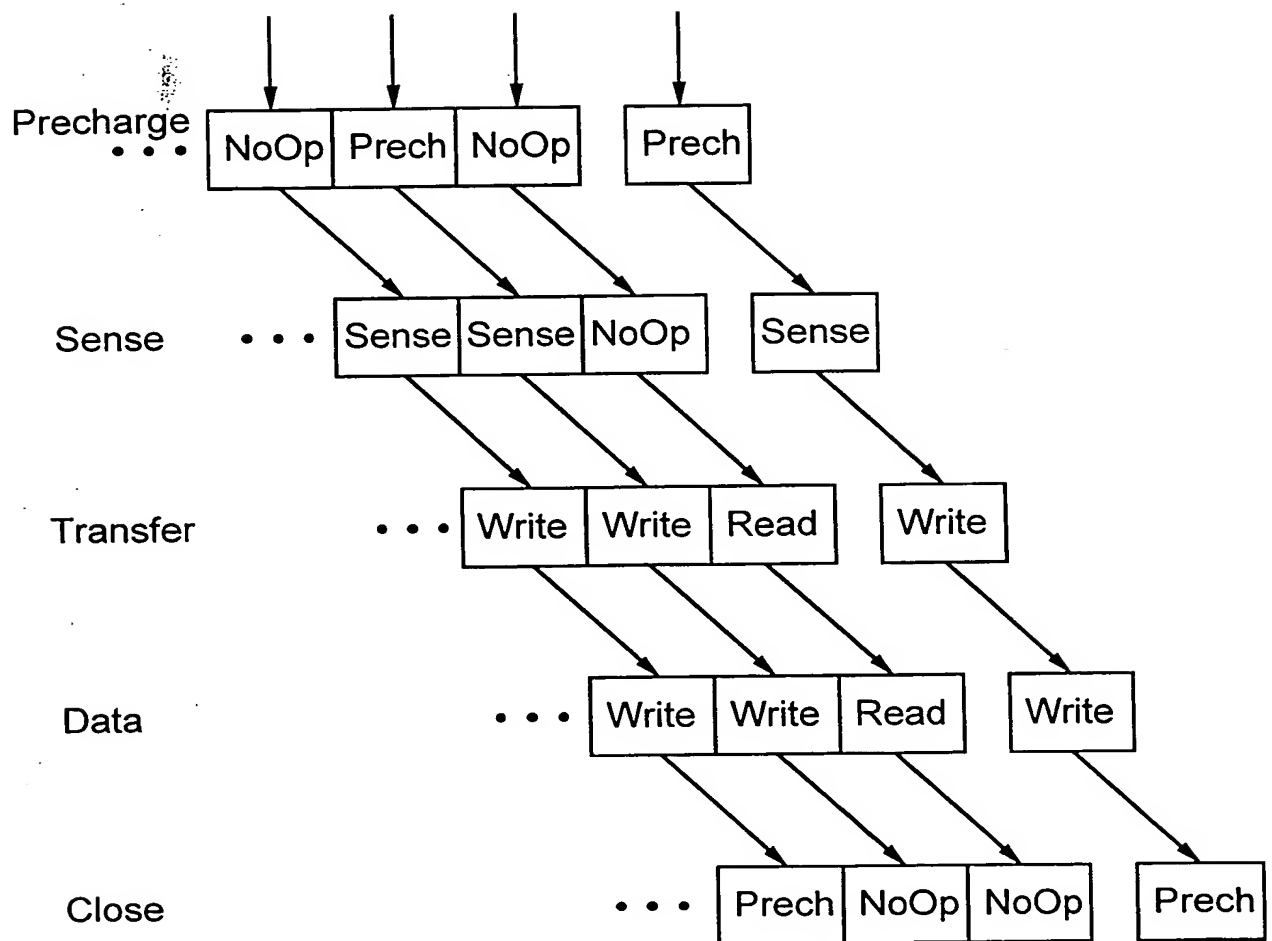 Precharge
• • • NoOp Prech NoOp Prech
Sense • • • Sense Sense NoOp Sense
Transfer • • • Write Write Read Write
Data • • • Write Write Read Write
Close • • • Prech NoOp NoOp Prech